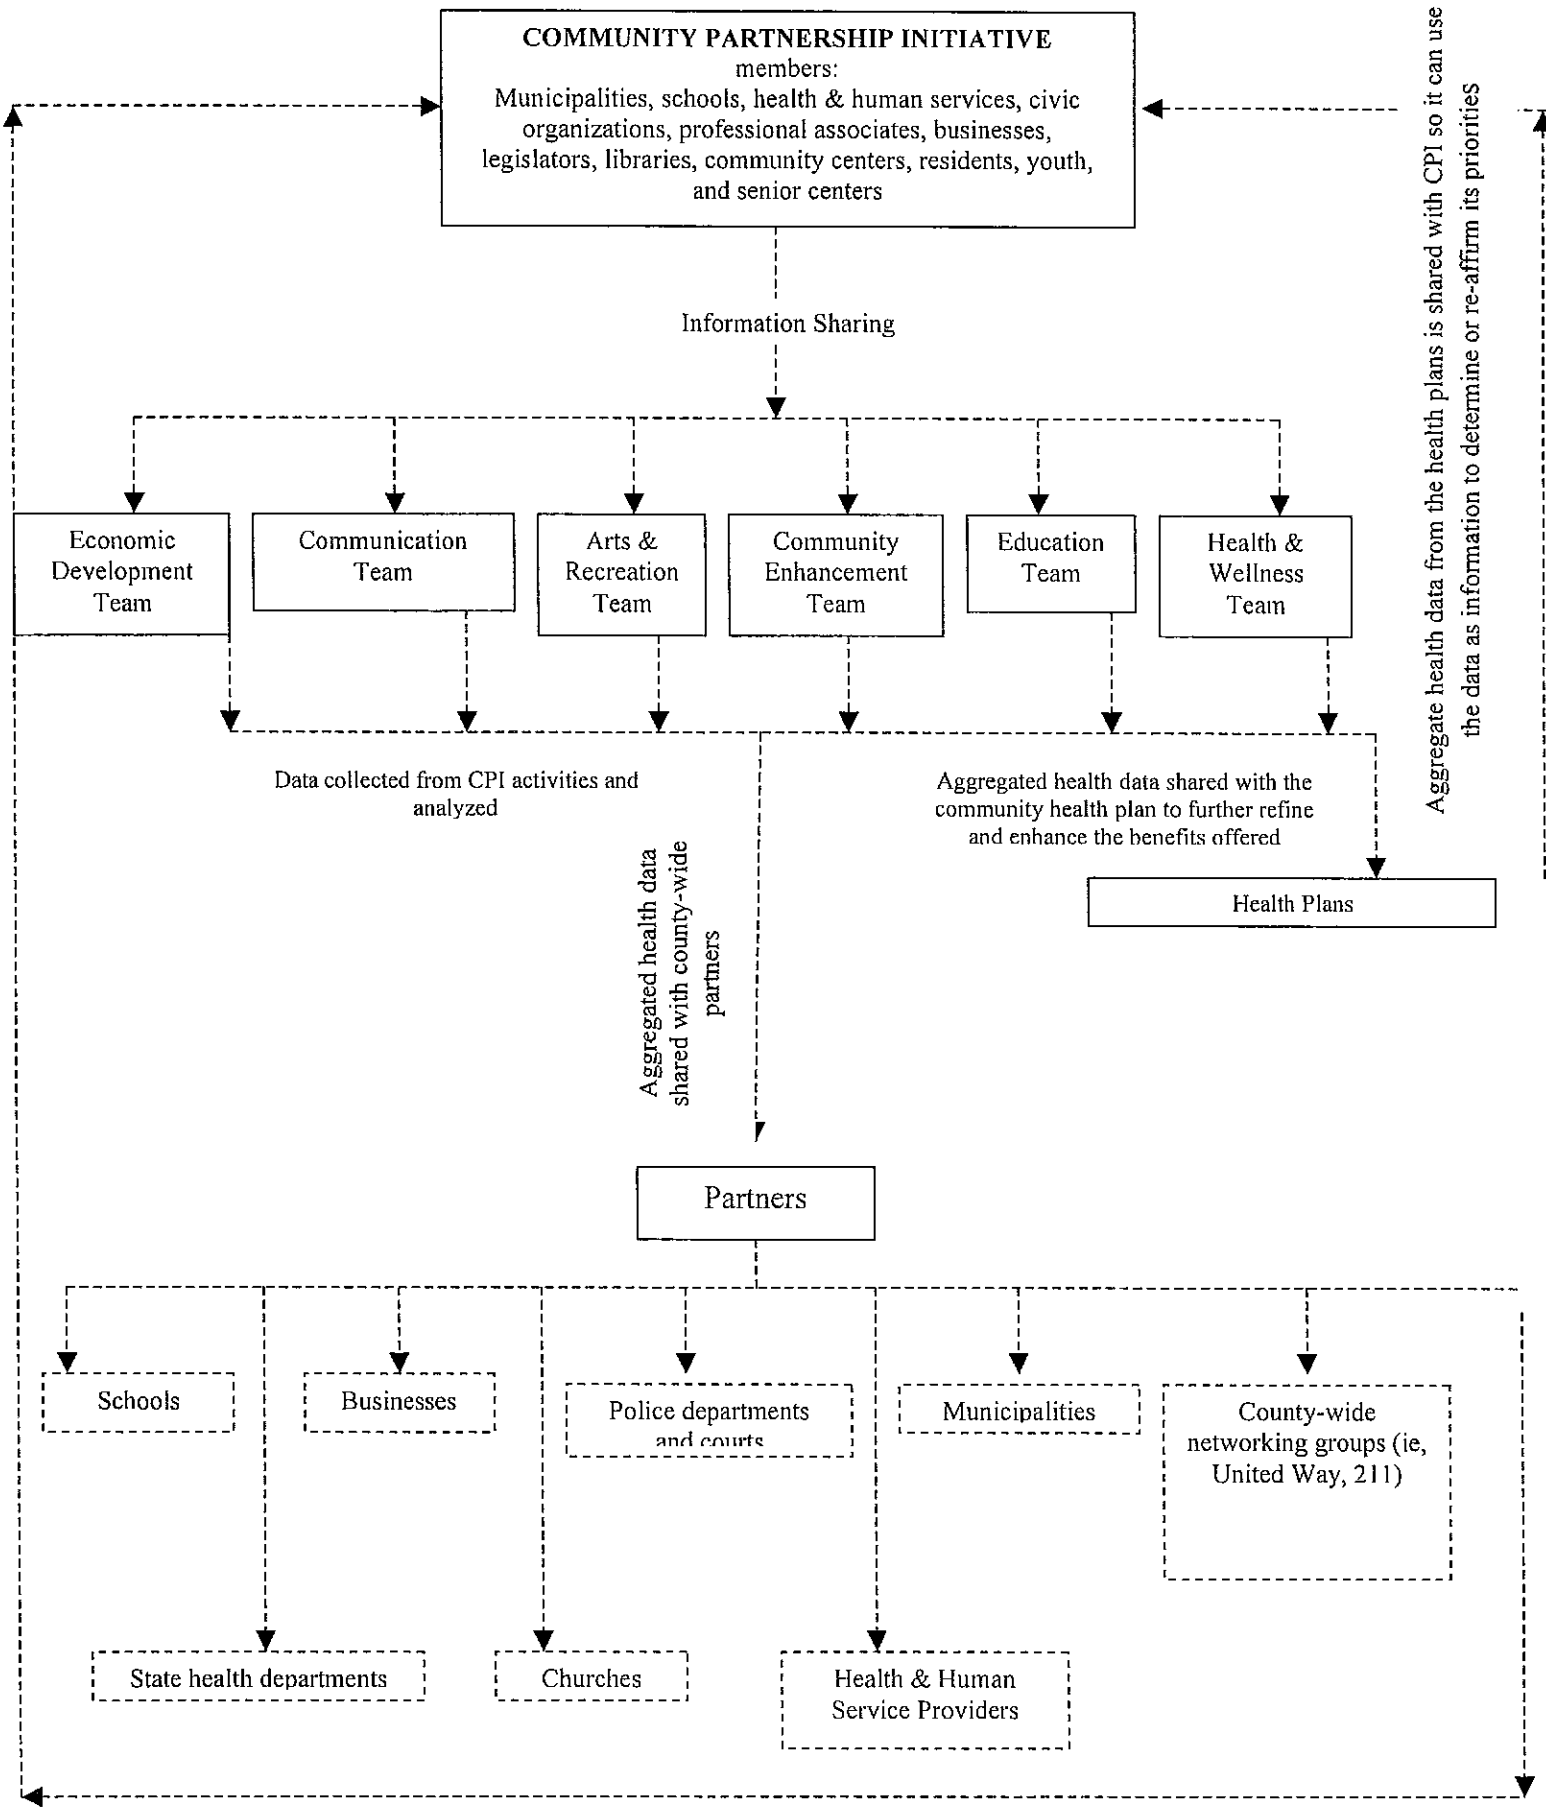 COMMUNITY PARTNERSHIP INITIATIVE
members:
Municipalities, schools, health & human services, civic
organizations, professional associates, businesses,
legislators, libraries, community centers, residents, youth,
and senior centers
Aggregate health data from the health plans is shared with CPI so it can use
the data as information to determine or re-affirm its priorities
Information Sharing
Economic
Development
Team
Communication
Team
Arts &
Recreation
Team
Community
Enhancement
Team
Education
Team
Health &
Wellness
Team
Data collected from CPI activities and
analyzed
Aggregated health data shared with the
community health plan to further refine
and enhance the benefits offered
Health Plans
Aggregated health data
shared with county-wide
partners
Partners
Schools
Businesses
Police departments
and courts
Municipalities
County-wide
networking groups (ie,
United Way, 211)
State health departments
Churches
Health & Human
Service Providers